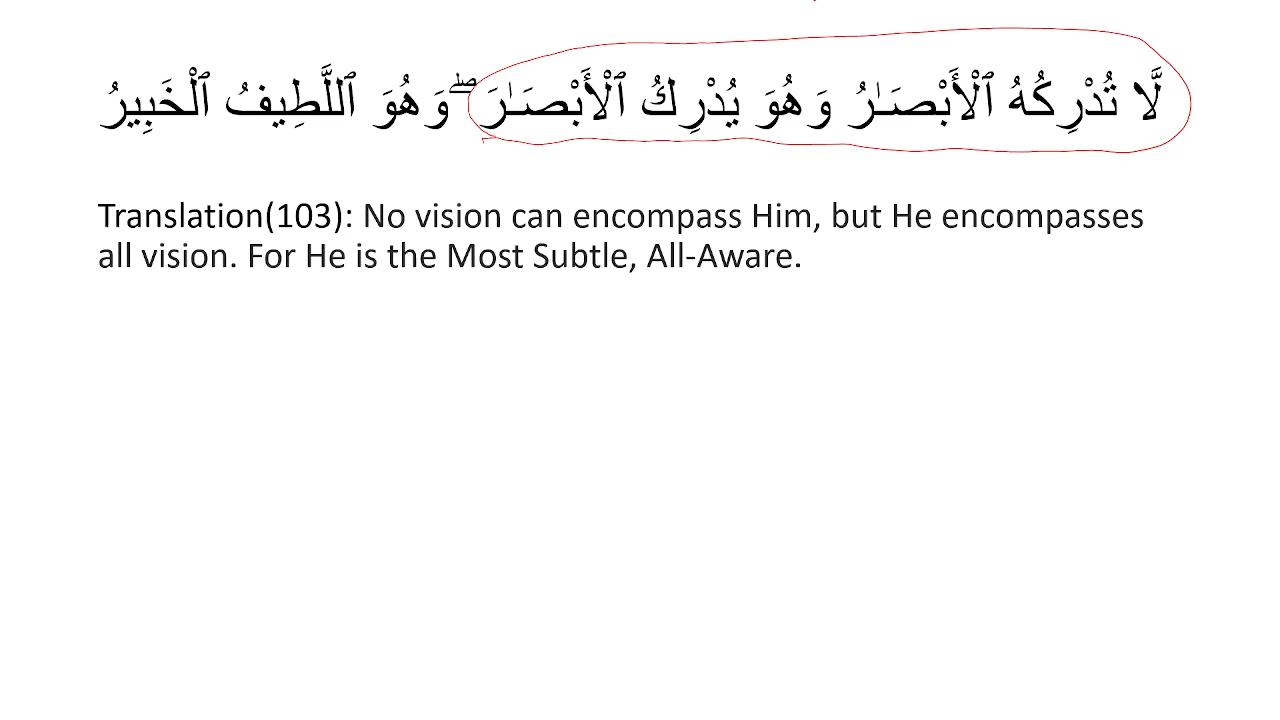 لَّا تُدْرِكُهُ ٱلْأَبْصَـٰرُ وَهُوَ يُدْرِكُ ٱلْأَبْصَـٰرَ ۖ وَهُوَ ٱللَّطِيفُ ٱلْخَبِيرُ
Translation(103): No vision can encompass Him, but He encompasses
all vision. For He is the Most Subtle, All-Aware.